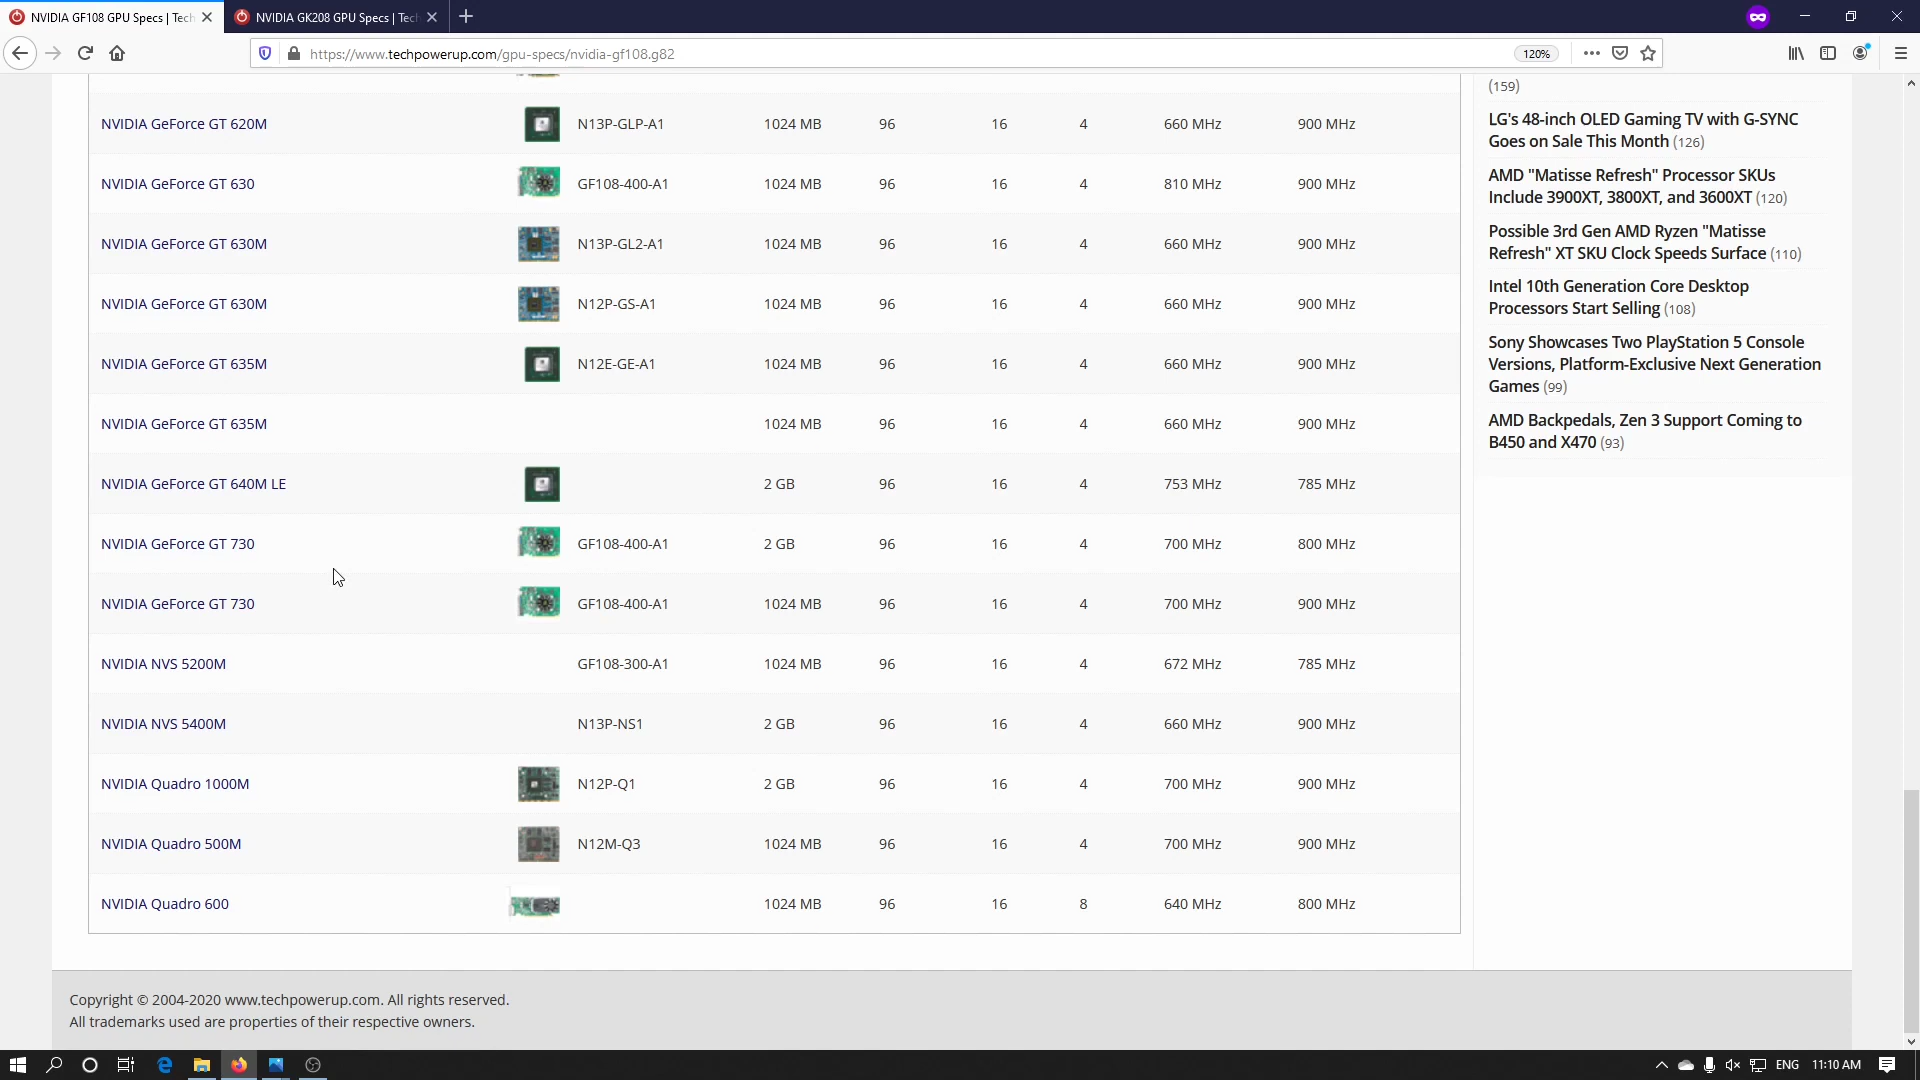 NVIDIA GF108 GPU Specs | Tech
NVIDIA GK208 GPU Specs | Tech
https://www.techpowerup.com/gpu-specs/nvidia-gf108.g82
120%
NVIDIA GeForce GT 620M N13P-GLP-A1 1024 MB 96 16 4 660 MHz 900 MHz
NVIDIA GeForce GT 630 GF108-400-A1 1024 MB 96 16 4 810 MHz 900 MHz
NVIDIA GeForce GT 630M N13P-GL2-A1 1024 MB 96 16 4 660 MHz 900 MHz
NVIDIA GeForce GT 630M N12P-GS-A1 1024 MB 96 16 4 660 MHz 900 MHz
NVIDIA GeForce GT 635M N12E-GE-A1 1024 MB 96 16 4 660 MHz 900 MHz
NVIDIA GeForce GT 635M 1024 MB 96 16 4 660 MHz 900 MHz
NVIDIA GeForce GT 640M LE 2 GB 96 16 4 753 MHz 785 MHz
NVIDIA GeForce GT 730 GF108-400-A1 2 GB 96 16 4 700 MHz 800 MHz
NVIDIA GeForce GT 730 GF108-400-A1 1024 MB 96 16 4 700 MHz 900 MHz
NVIDIA NVS 5200M GF108-300-A1 1024 MB 96 16 4 672 MHz 785 MHz
NVIDIA NVS 5400M N13P-NS1 2 GB 96 16 4 660 MHz 900 MHz
NVIDIA Quadro 1000M N12P-Q1 2 GB 96 16 4 700 MHz 900 MHz
NVIDIA Quadro 500M N12M-Q3 1024 MB 96 16 4 700 MHz 900 MHz
NVIDIA Quadro 600 1024 MB 96 16 8 640 MHz 800 MHz
(159)
LG's 48-inch OLED Gaming TV with G-SYNC
Goes on Sale This Month (126)
AMD "Matisse Refresh" Processor SKUs
Include 3900XT, 3800XT, and 3600XT (120)
Possible 3rd Gen AMD Ryzen "Matisse
Refresh" XT SKU Clock Speeds Surface (110)
Intel 10th Generation Core Desktop
Processors Start Selling (108)
Sony Showcases Two PlayStation 5 Console
Versions, Platform-Exclusive Next Generation
Games (99)
AMD Backpedals, Zen 3 Support Coming to
B450 and X470 (93)
Copyright © 2004-2020 www.techpowerup.com. All rights reserved.
All trademarks used are properties of their respective owners.
ENG 11:10 AM